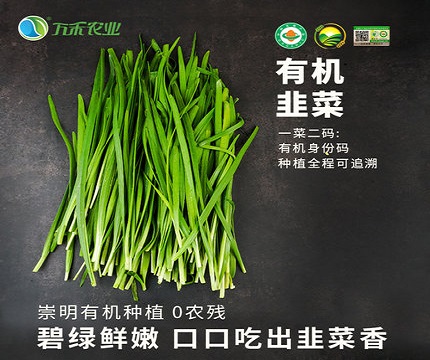 万禾农业
有机
韭菜
一菜二码:
有机身份码
种植全程可追溯
崇明有机种植 0农残
碧绿鲜嫩 口口吃出韭菜香